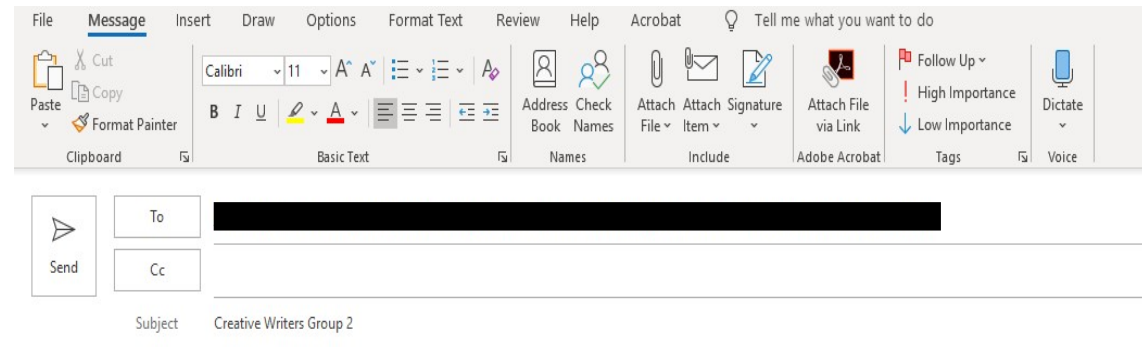 File Message Insert Draw Options Format Text Review Help Acrobat Tell me what you want to do
Paste
Cut
Copy
Format Painter
Clipboard
Calibri 11 A A
B I U A
Basic Text
Address Book
Check Names
Names
Attach File
Attach Item
Signature
Include
Attach File via Link
Adobe Acrobat
Follow Up
High Importance
Low Importance
Tags
Dictate
Voice
Send
To
Cc
Subject Creative Writers Group 2